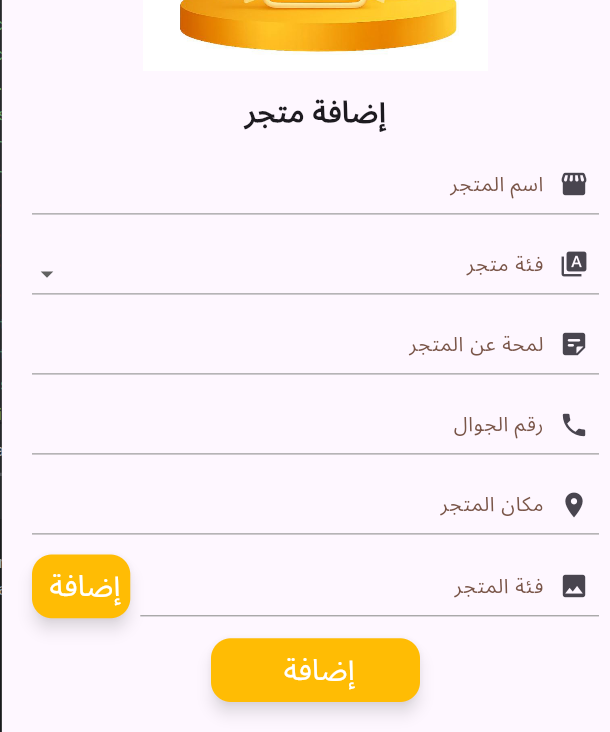 إضافة متجر
اسم المتجر
فئة متجر
لمحة عن المتجر
رقم الجوال
مكان المتجر
فئة المتجر
إضافة
إضافة